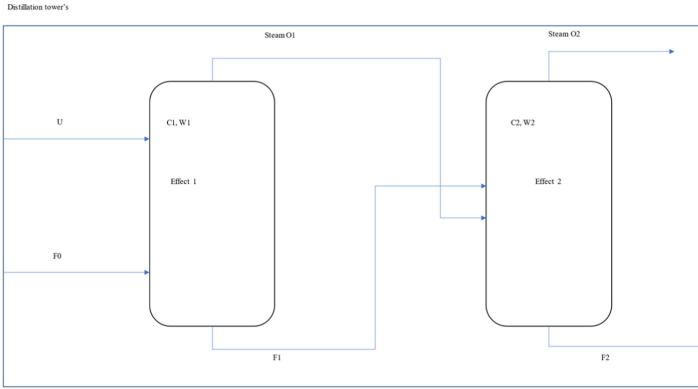 Distillation tower's
Steam O1
Steam O2
U
C1, W1
C2, W2
Effect 1
Effect 2
F0
F1
F2